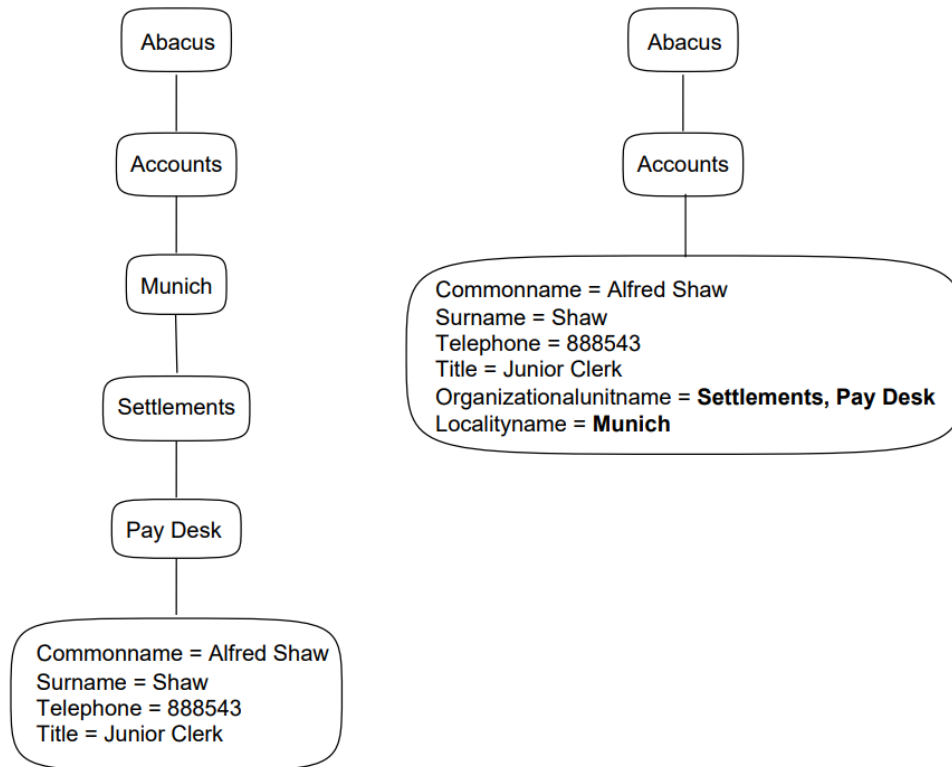 Abacus
Accounts
Munich
Settlements
Pay Desk
Commonname = Alfred Shaw
Surname = Shaw
Telephone = 888543
Title = Junior Clerk
Abacus
Accounts
Commonname = Alfred Shaw
Surname = Shaw
Telephone = 888543
Title = Junior Clerk
Organizationalunitname = Settlements, Pay Desk
Localityname = Munich